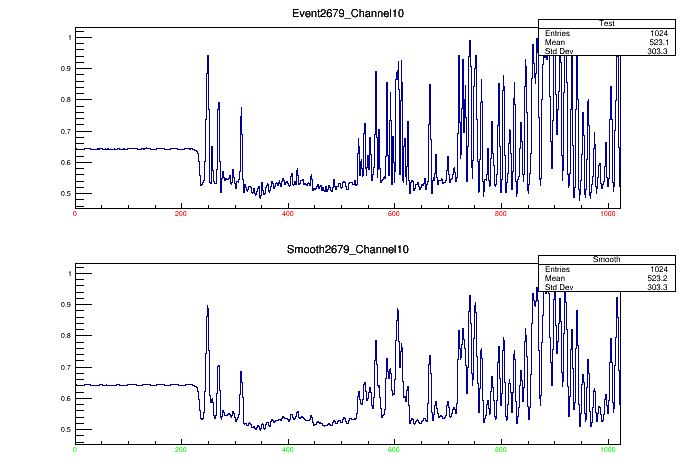 Event2679_Channel10
Test
Entries 1024
Mean 523.1
Std Dev 303.3
1
0.9
0.8
0.7
0.6
0.5
0 200 400 600 800 1000
Smooth2679_Channel10
Smooth
Entries 1024
Mean 523.2
Std Dev 303.3
1
0.9
0.8
0.7
0.6
0.5
0 200 400 600 800 1000